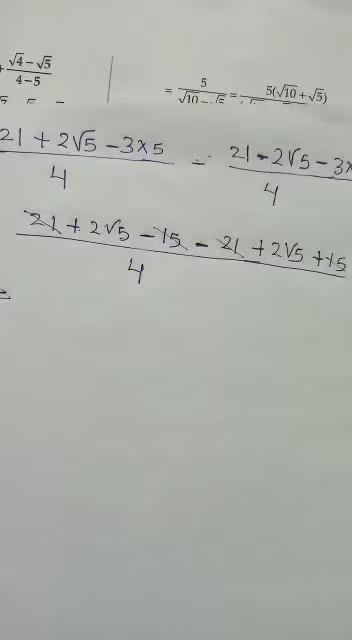 + (√4 − √5)/(4 − 5)
= 5/(√10 − √5) = 5(√10 + √5)
(21 + 2√5 − 3×5)/4 − (21 − 2√5 − 3×)/4
(21 + 2√5 − 15 − 21 + 2√5 + 15)/4